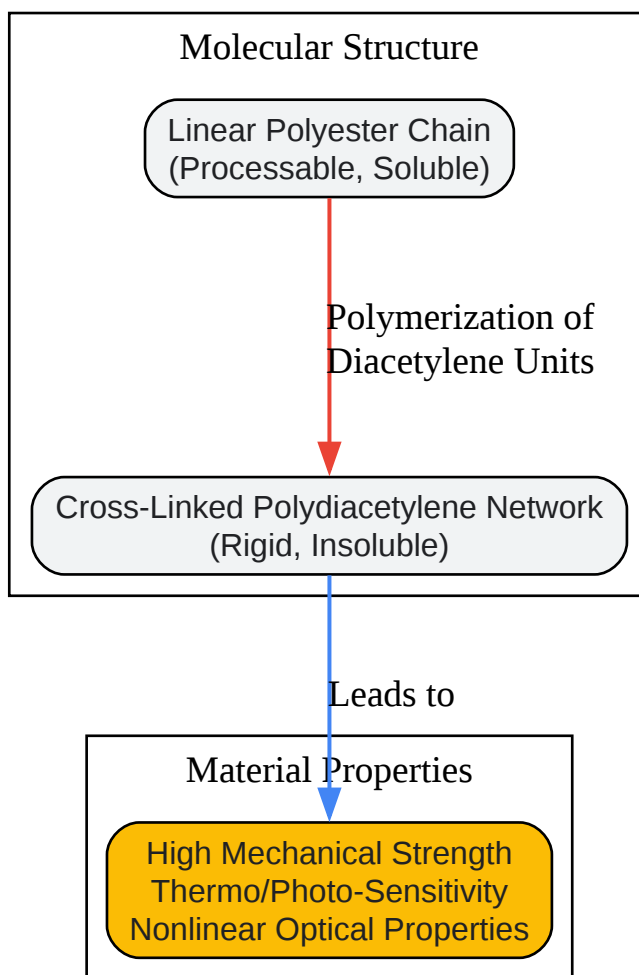 Molecular Structure
Linear Polyester Chain
(Processable, Soluble)
Polymerization of
Diacetylene Units
Cross-Linked Polydiacetylene Network
(Rigid, Insoluble)
Leads to
Material Properties
High Mechanical Strength
Thermo/Photo-Sensitivity
Nonlinear Optical Properties